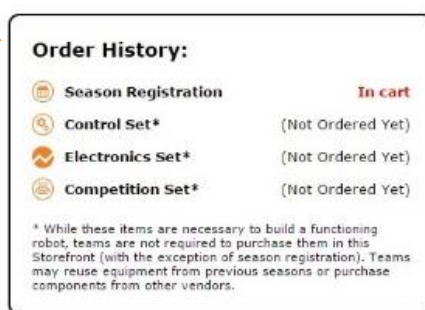 Order History:
Season Registration In cart
Control Set* (Not Ordered Yet)
Electronics Set* (Not Ordered Yet)
Competition Set* (Not Ordered Yet)
* While these items are necessary to build a functioning
robot, teams are not required to purchase them in this
Storefront (with the exception of season registration). Teams
may reuse equipment from previous seasons or purchase
components from other vendors.